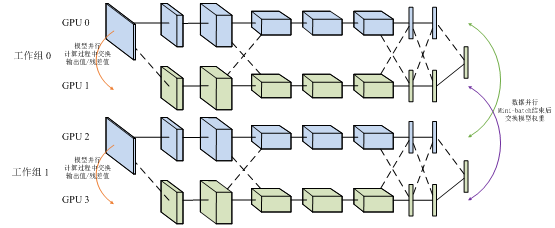 GPU 0
模型并行
计算过程中交换
输出值/残差值
工作组 0
GPU 1
数据并行
Mini-batch结束后
交换模型权重
GPU 2
模型并行
计算过程中交换
输出值/残差值
工作组 1
GPU 3